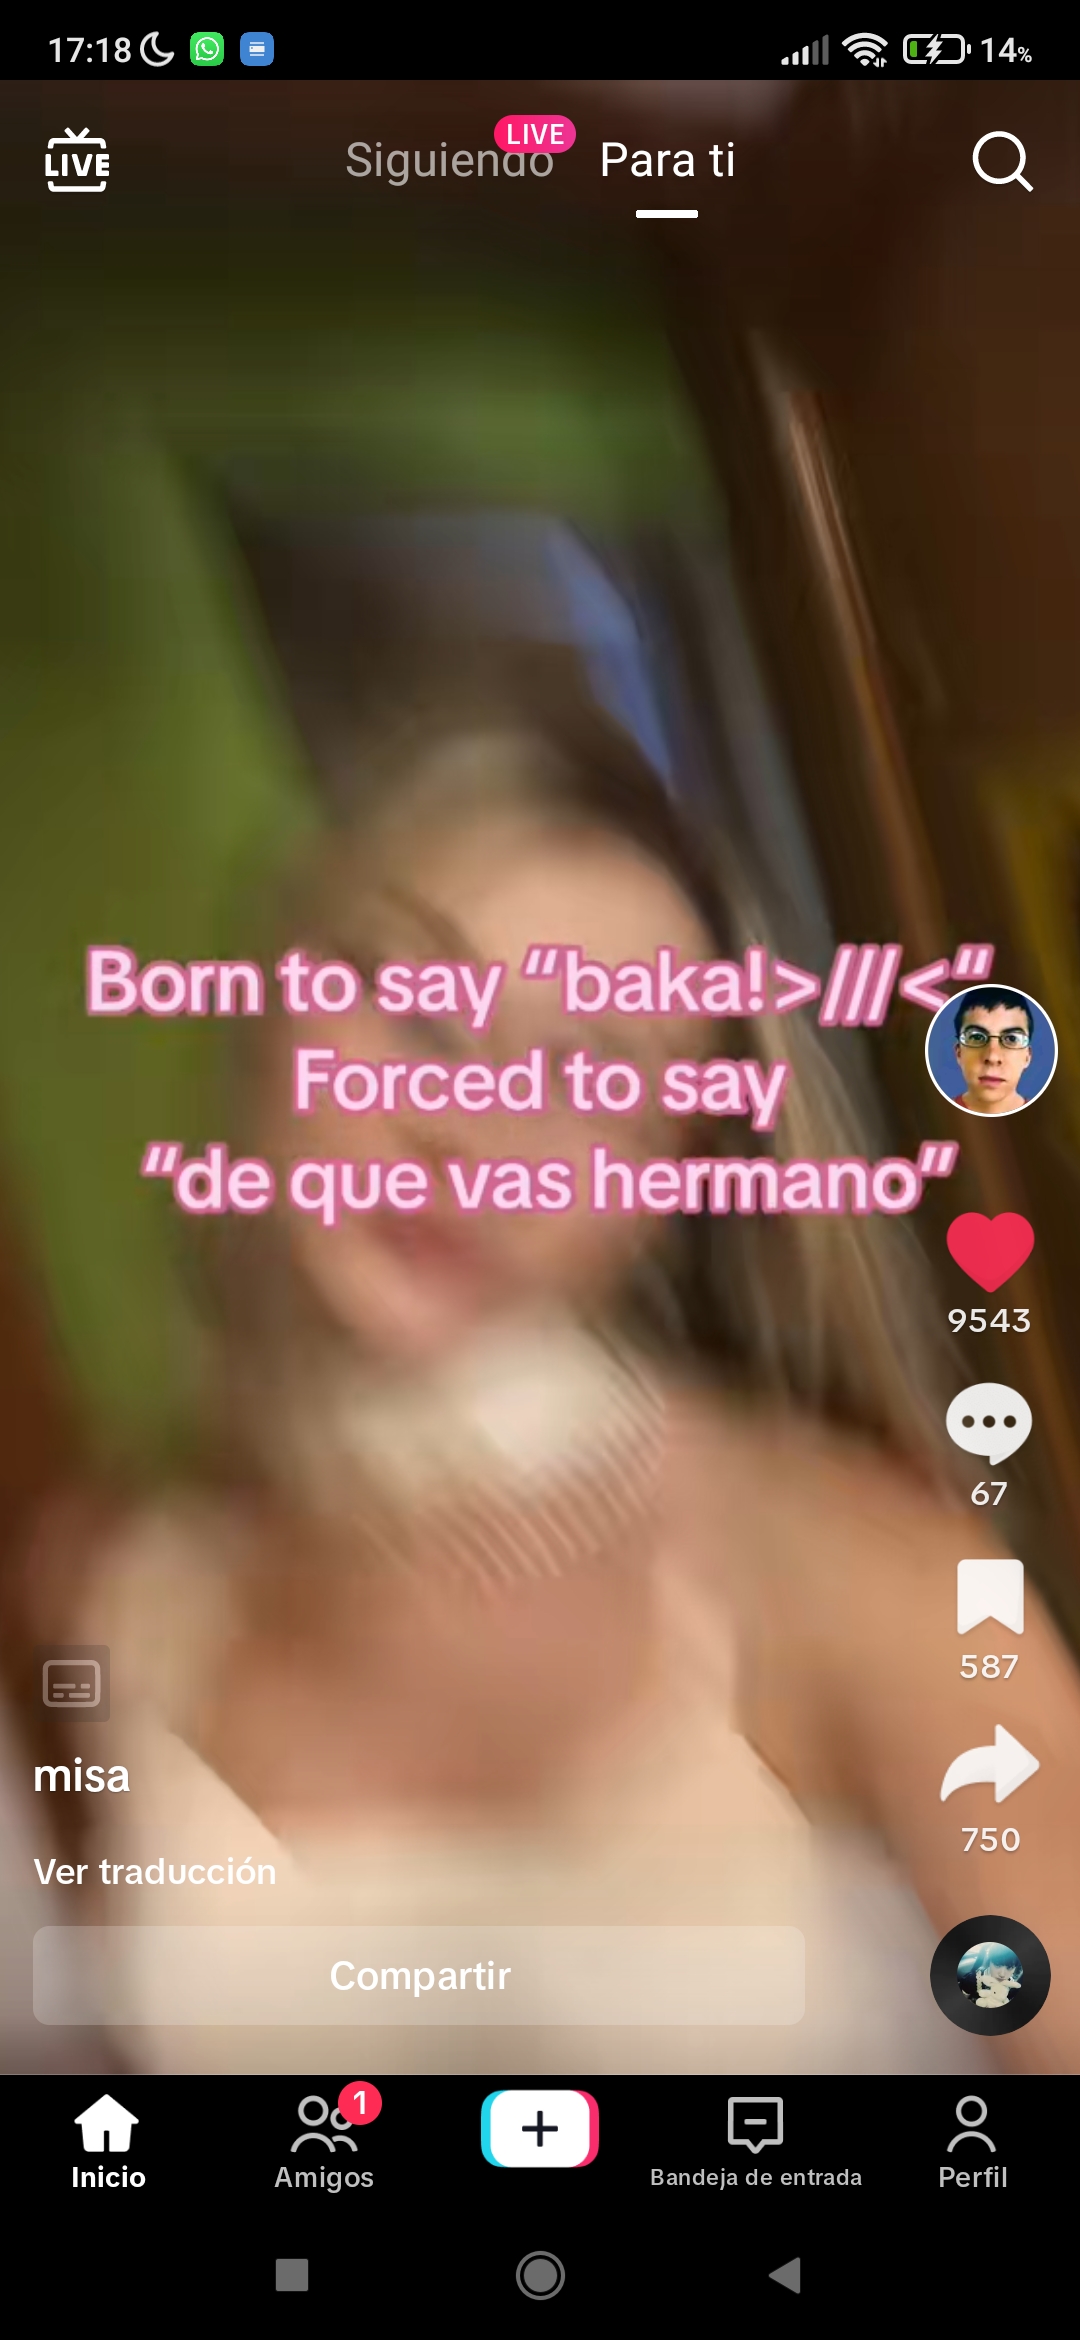 17:18
14%
LIVE
Siguiendo
LIVE
Para ti
Born to say “baka!>///<“
Forced to say
“de que vas hermano”
9543
67
587
750
misa
Ver traducción
Compartir
Inicio
Amigos
1
Bandeja de entrada
Perfil